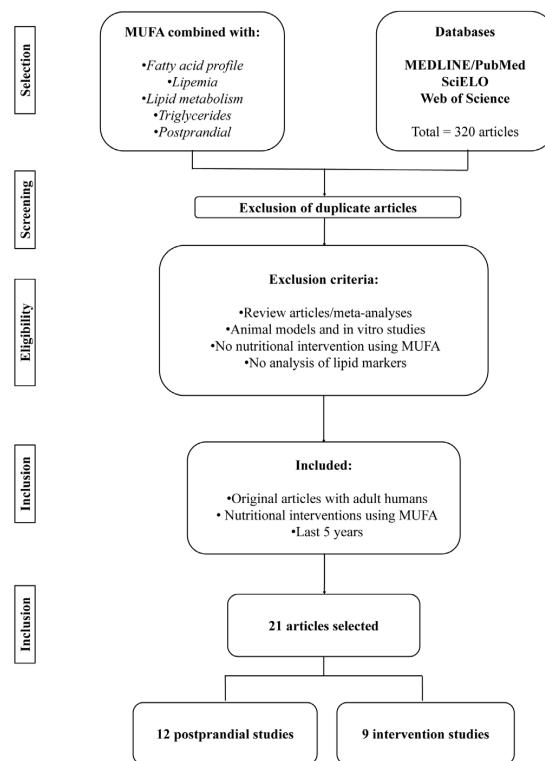 Selection
MUFA combined with:
•Fatty acid profile
•Lipemia
•Lipid metabolism
•Triglycerides
•Postprandial
Databases
MEDLINE/PubMed
SciELO
Web of Science
Total = 320 articles
Screening
Exclusion of duplicate articles
Eligibility
Exclusion criteria:
•Review articles/meta-analyses
•Animal models and in vitro studies
•No nutritional intervention using MUFA
•No analysis of lipid markers
Inclusion
Included:
•Original articles with adult humans
• Nutritional interventions using MUFA
•Last 5 years
Inclusion
21 articles selected
12 postprandial studies
9 intervention studies